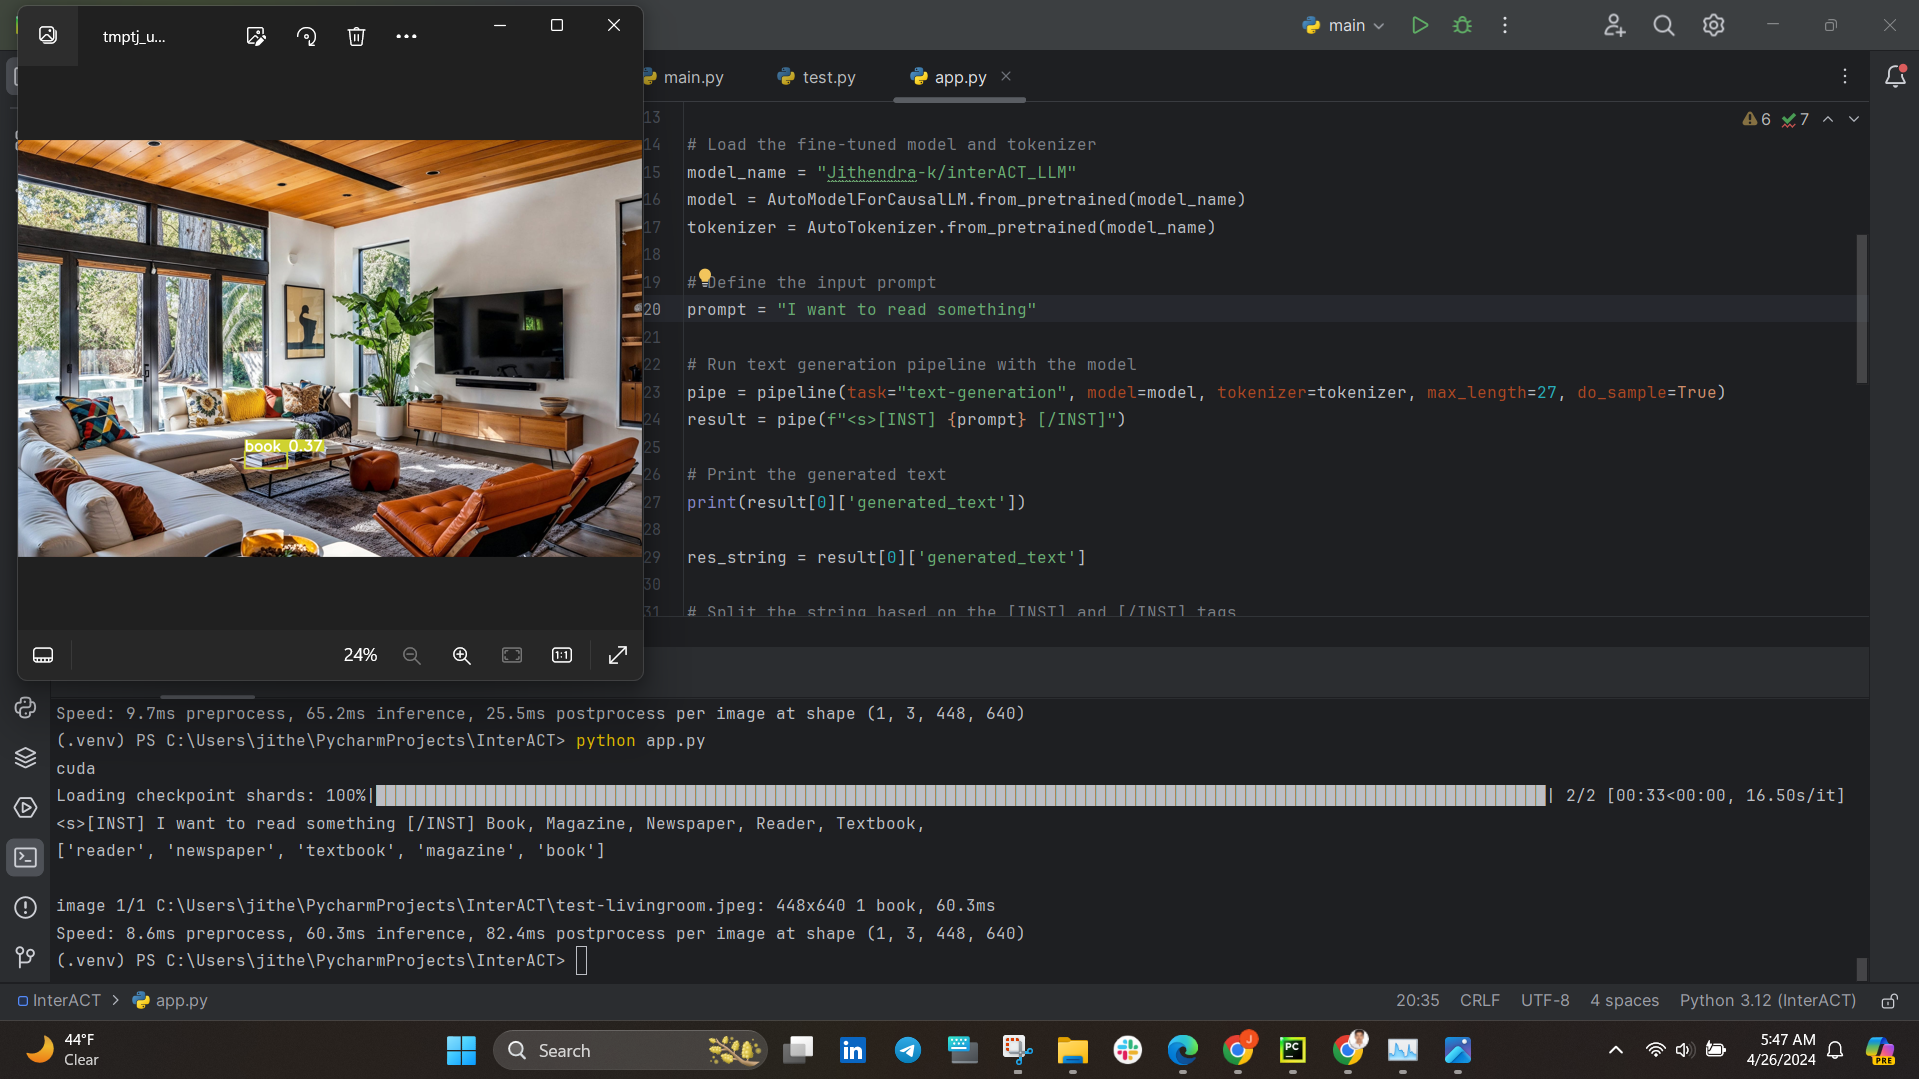 tmptj_u...
main
main.py
test.py
app.py
6
7
13
14 # Load the fine-tuned model and tokenizer
15 model_name = "Jithendra-k/interACT_LLM"
16 model = AutoModelForCausalLM.from_pretrained(model_name)
17 tokenizer = AutoTokenizer.from_pretrained(model_name)
18
19 # Define the input prompt
20 prompt = "I want to read something"
21
22 # Run text generation pipeline with the model
23 pipe = pipeline(task="text-generation", model=model, tokenizer=tokenizer, max_length=27, do_sample=True)
24 result = pipe(f"<s>[INST] {prompt} [/INST]")
25
26 # Print the generated text
27 print(result[0]['generated_text'])
28
29 res_string = result[0]['generated_text']
30
31 # Split the string based on the [INST] and [/INST] tags
book 0.37
24%
1:1
Speed: 9.7ms preprocess, 65.2ms inference, 25.5ms postprocess per image at shape (1, 3, 448, 640)
(.venv) PS C:\Users\jithe\PycharmProjects\InterACT> python app.py
cuda
Loading checkpoint shards: 100%| | 2/2 [00:33<00:00, 16.50s/it]
<s>[INST] I want to read something [/INST] Book, Magazine, Newspaper, Reader, Textbook,
['reader', 'newspaper', 'textbook', 'magazine', 'book']
image 1/1 C:\Users\jithe\PycharmProjects\InterACT\test-livingroom.jpeg: 448x640 1 book, 60.3ms
Speed: 8.6ms preprocess, 60.3ms inference, 82.4ms postprocess per image at shape (1, 3, 448, 640)
(.venv) PS C:\Users\jithe\PycharmProjects\InterACT>
InterACT > app.py
20:35 CRLF UTF-8 4 spaces Python 3.12 (InterACT)
44°F
Clear
Search
in
J
PC
5:47 AM
4/26/2024
PRE